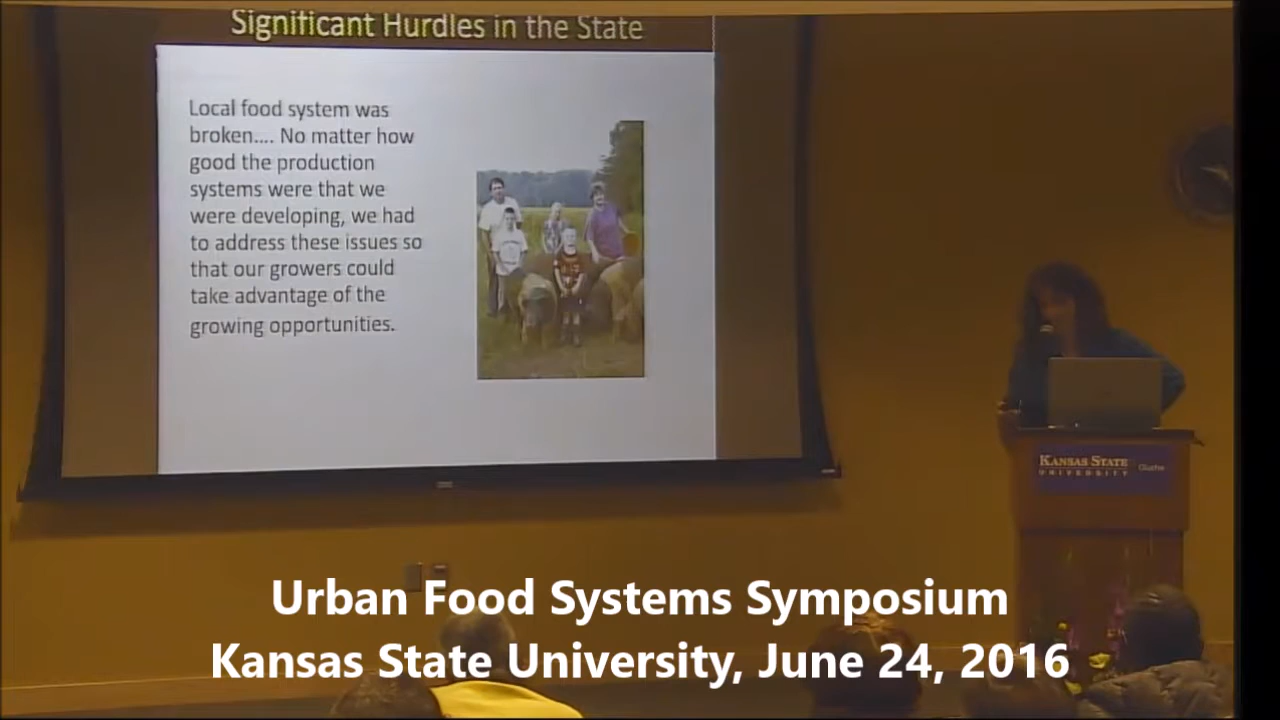 Significant Hurdles in the State
Local food system was
broken.... No matter how
good the production
systems were that we
were developing, we had
to address these issues so
that our growers could
take advantage of the
growing opportunities.
KANSAS STATE
UNIVERSITY
Olathe
Urban Food Systems Symposium
Kansas State University, June 24, 2016